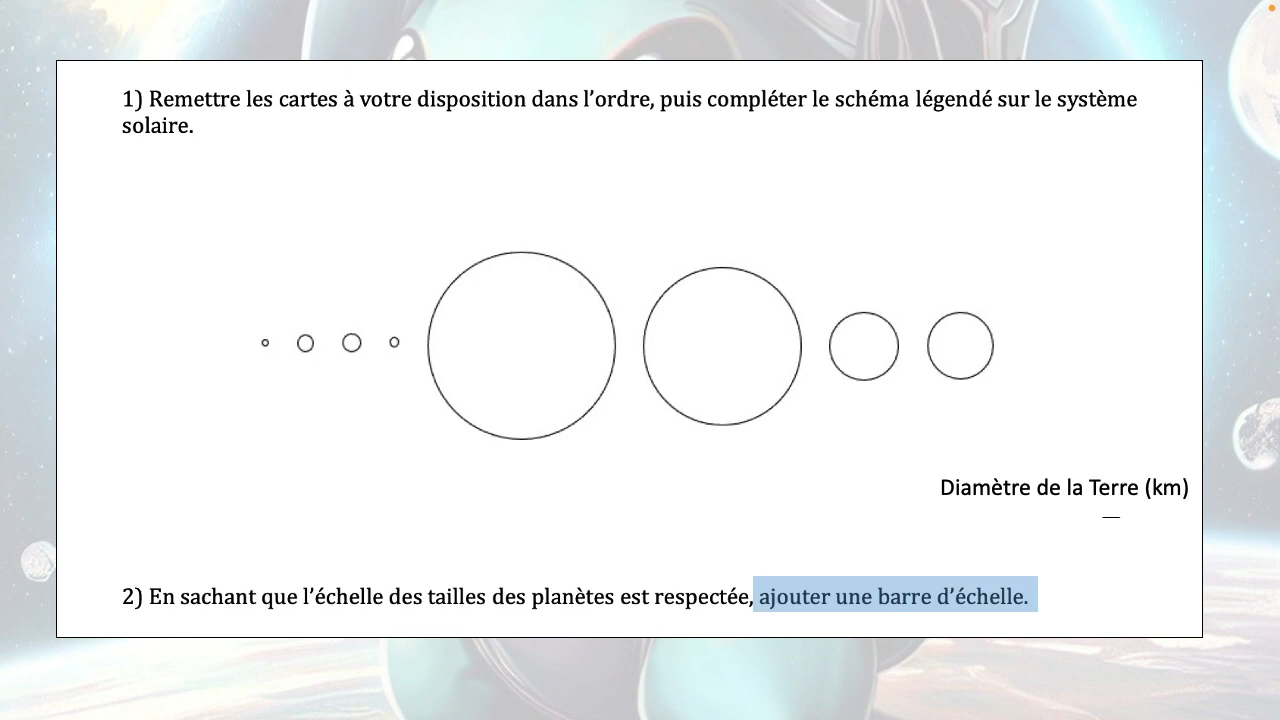 1) Remettre les cartes à votre disposition dans l’ordre, puis compléter le schéma légendé sur le système
solaire.
Diamètre de la Terre (km)
2) En sachant que l’échelle des tailles des planètes est respectée, ajouter une barre d’échelle.